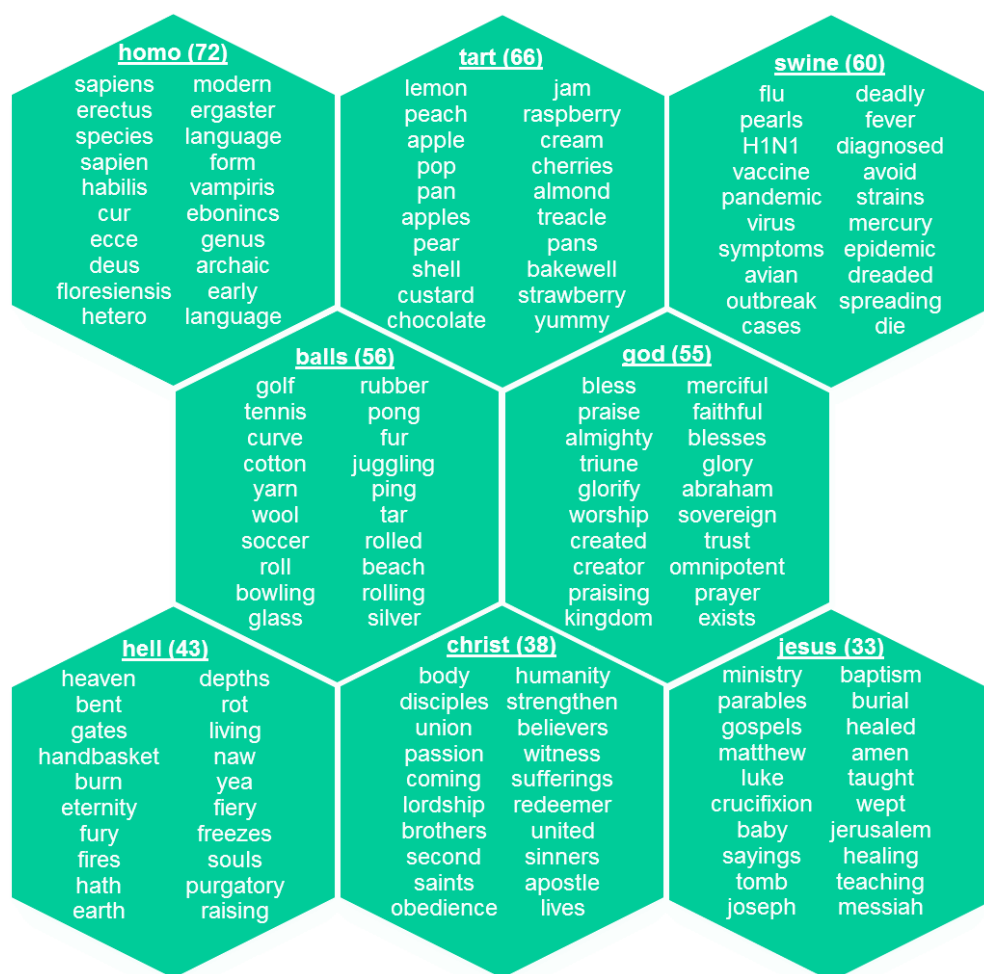 homo (72)
sapiens modern
erectus ergaster
species language
sapien form
habilis vampiris
cur ebonincs
ecce genus
deus archaic
floresiensis early
hetero language
tart (66)
lemon jam
peach raspberry
apple cream
pop cherries
pan almond
apples treacle
pear pans
shell bakewell
custard strawberry
chocolate yummy
swine (60)
flu deadly
pearls fever
H1N1 diagnosed
vaccine avoid
pandemic strains
virus mercury
symptoms epidemic
avian dreaded
outbreak spreading
cases die
balls (56)
golf rubber
tennis pong
curve fur
cotton juggling
yarn ping
wool tar
soccer rolled
roll beach
bowling rolling
glass silver
god (55)
bless merciful
praise faithful
almighty blesses
triune glory
glorify abraham
worship sovereign
created trust
creator omnipotent
praising prayer
kingdom exists
hell (43)
heaven depths
bent rot
gates living
handbasket naw
burn yea
eternity fiery
fury freezes
fires souls
hath purgatory
earth raising
christ (38)
body humanity
disciples strengthen
union believers
passion witness
coming sufferings
lordship redeemer
brothers united
second sinners
saints apostle
obedience lives
jesus (33)
ministry baptism
parables burial
gospels healed
matthew amen
luke taught
crucifixion wept
baby jerusalem
sayings healing
tomb teaching
joseph messiah